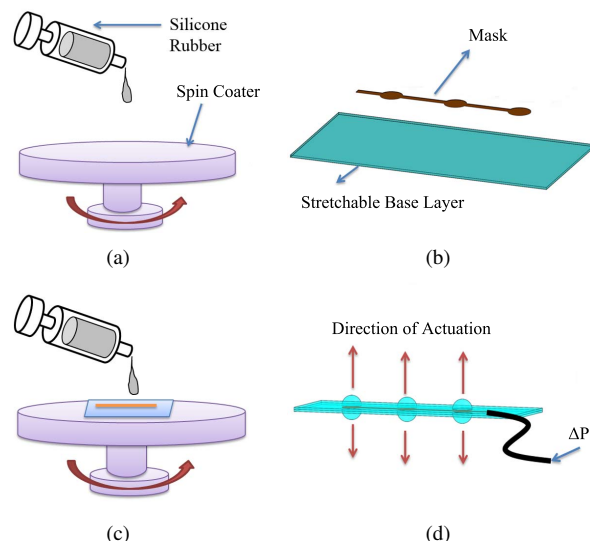 Silicone
Rubber
Spin Coater
(a)
Mask
Stretchable Base Layer
(b)
(c)
Direction of Actuation
ΔP
(d)